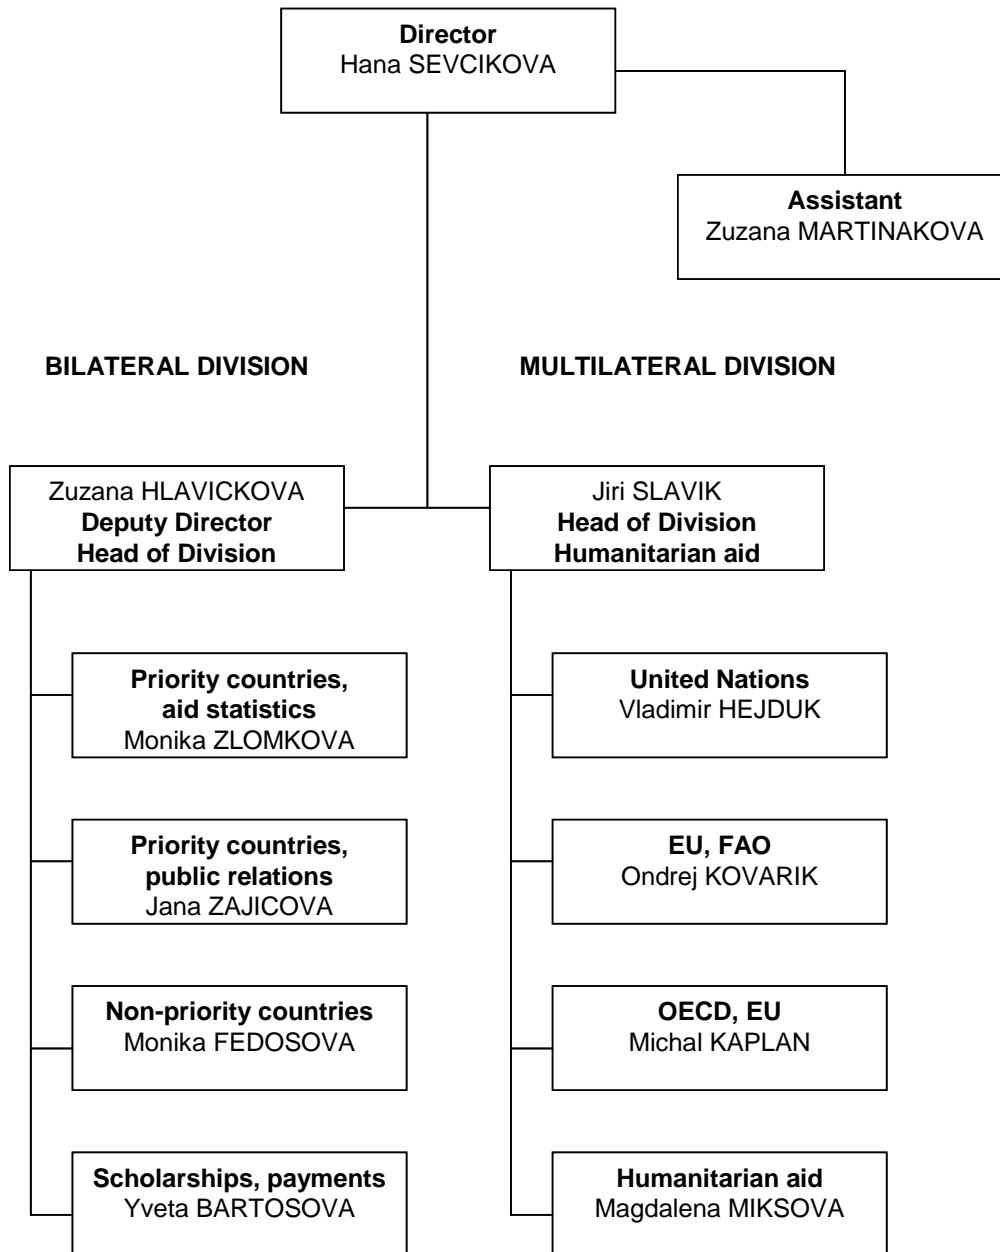 Director
Hana SEVCIKOVA
Assistant
Zuzana MARTINAKOVA
BILATERAL DIVISION
MULTILATERAL DIVISION
Zuzana HLAVICKOVA
Deputy Director
Head of Division
Jiri SLAVIK
Head of Division
Humanitarian aid
Priority countries,
aid statistics
Monika ZLOMKOVA
United Nations
Vladimir HEJDUK
Priority countries,
public relations
Jana ZAJICOVA
EU, FAO
Ondrej KOVARIK
Non-priority countries
Monika FEDOSOVA
OECD, EU
Michal KAPLAN
Scholarships, payments
Yveta BARTOSOVA
Humanitarian aid
Magdalena MIKSOVA